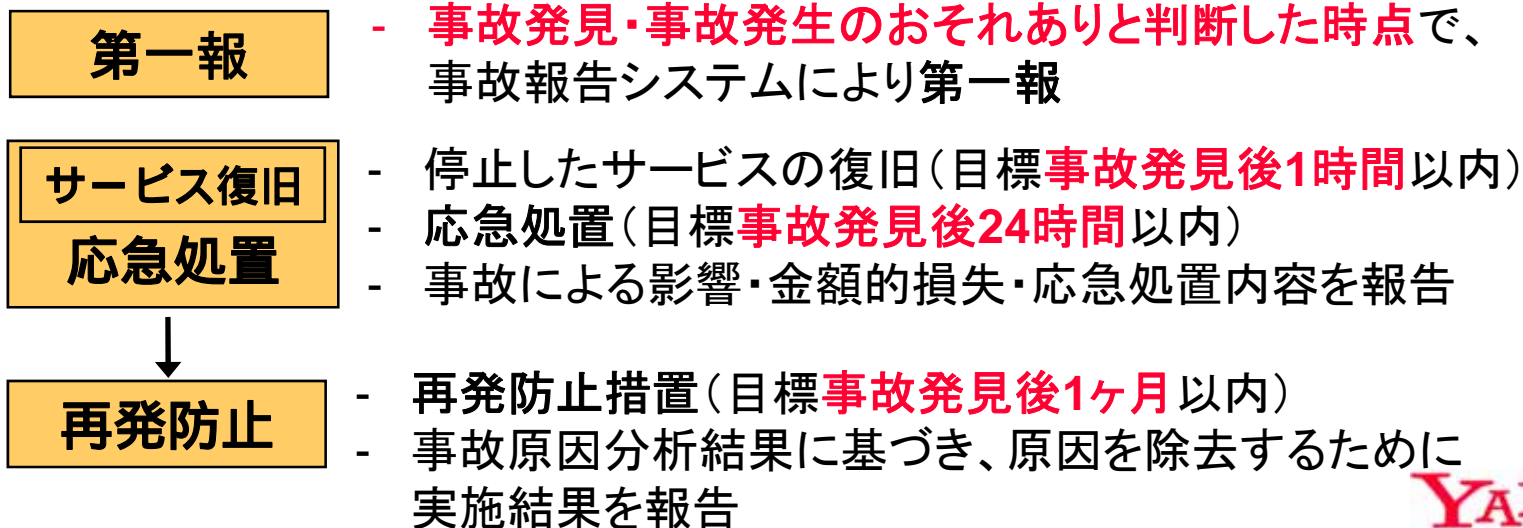 第一報
- 事故発見・事故発生のおそれありと判断した時点で、
事故報告システムにより第一報
サービス復旧
応急処置
- 停止したサービスの復旧（目標事故発見後1時間以内）
- 応急処置（目標事故発見後24時間以内）
- 事故による影響・金額的損失・応急処置内容を報告
再発防止
- 再発防止措置（目標事故発見後1ヶ月以内）
- 事故原因分析結果に基づき、原因を除去するために
実施結果を報告